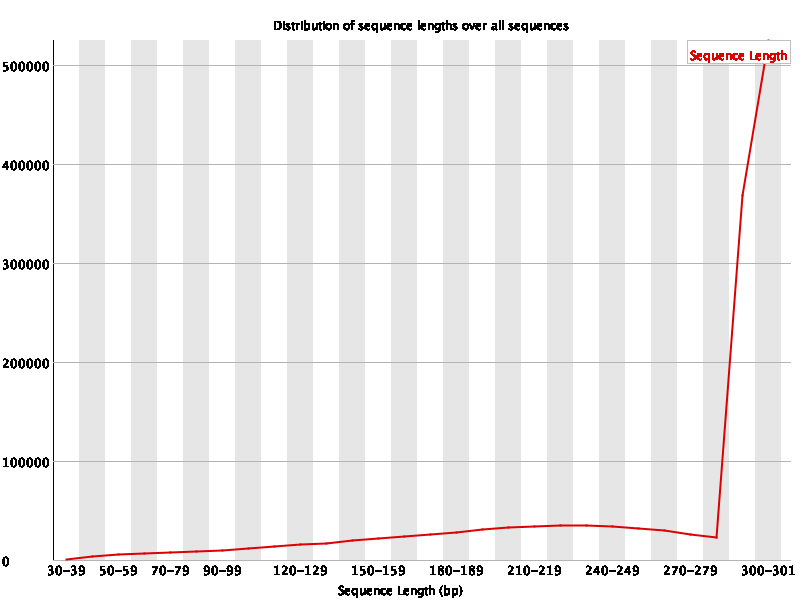 Distribution of sequence lengths over all sequences
Sequence Length
500000
400000
300000
200000
100000
0
30-39 50-59 70-79 90-99 120-129 150-159 180-189 210-219 240-249 270-279 300-301
Sequence Length (bp)